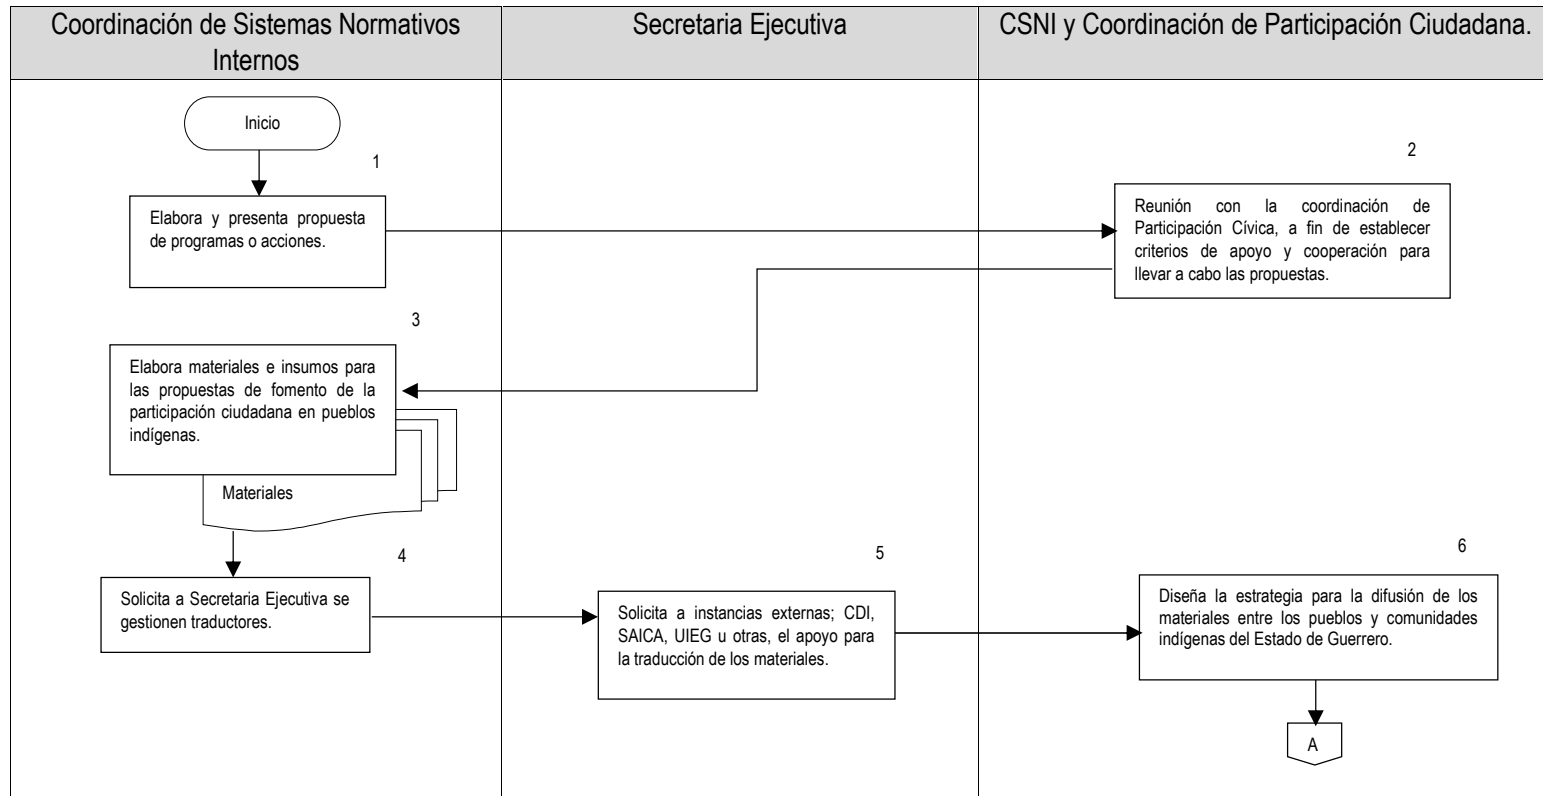 Coordinación de Sistemas Normativos
Internos
Secretaria Ejecutiva
CSNI y Coordinación de Participación Ciudadana.
Inicio
1
Elabora y presenta propuesta
de programas o acciones.
2
Reunión con la coordinación de
Participación Cívica, a fin de establecer
criterios de apoyo y cooperación para
llevar a cabo las propuestas.
3
Elabora materiales e insumos para
las propuestas de fomento de la
participación ciudadana en pueblos
indígenas.
Materiales
4
Solicita a Secretaria Ejecutiva se
gestionen traductores.
5
Solicita a instancias externas; CDI,
SAICA, UIEG u otras, el apoyo para
la traducción de los materiales.
6
Diseña la estrategia para la difusión de los
materiales entre los pueblos y comunidades
indígenas del Estado de Guerrero.
A